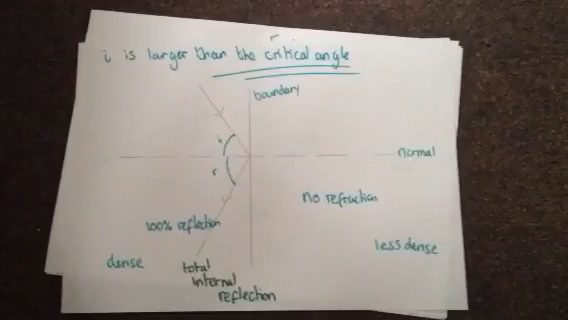 i is larger than the critical angle
boundary
i
normal
r
no refraction
100% reflection
less dense
dense
total
internal
reflection